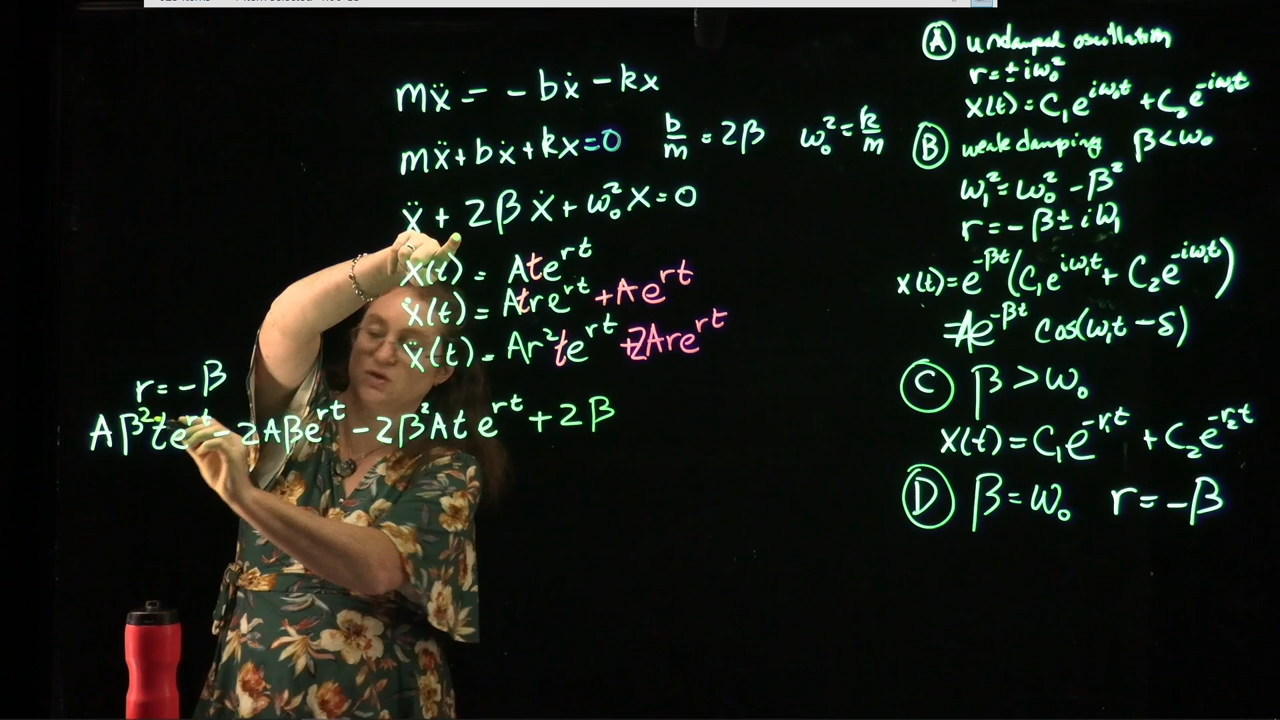 mẍ = - bẋ - kx
mẍ + bẋ + kx = 0   b/m = 2β   ω₀² = k/m
ẍ + 2βẋ + ω₀²x = 0
x(t) = Ate^{rt}
ẋ(t) = Atre^{rt} + Ae^{rt}
ẍ(t) = Ar²te^{rt} + 2Are^{rt}
r = -β
Aβ²te^{rt} - 2Aβe^{rt} - 2β²Ate^{rt} + 2β
Ⓐ undamped oscillation
r = ± iω₀²
x(t) = C₁e^{iω₀t} + C₂e^{-iω₀t}
Ⓑ weak damping β < ω₀
ω₁² = ω₀² - β²
r = -β ± iω₁
x(t) = e^{-βt}(C₁e^{iω₁t} + C₂e^{-iω₁t})
= Ae^{-βt} cos(ω₁t - δ)
Ⓒ β > ω₀
x(t) = C₁e^{-r₁t} + C₂e^{-r₂t}
Ⓓ β = ω₀   r = -β